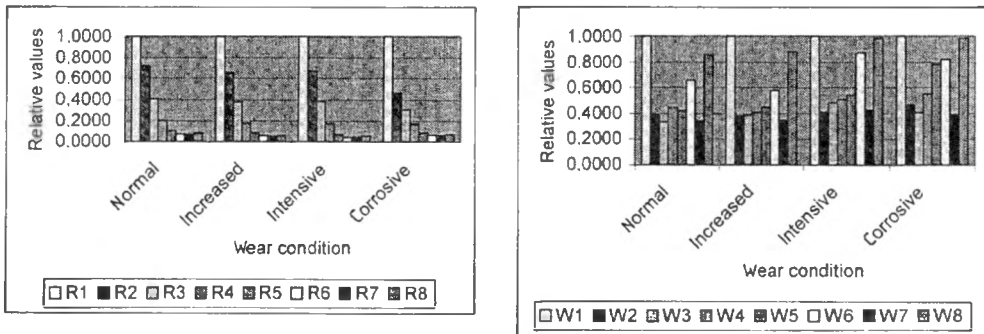 Relative values
1.0000
0.8000
0.6000
0.4000
0.2000
0.0000
Normal
Increased
Intensive
Corrosive
Wear condition
R1 R2 R3 R4 R5 R6 R7 R8
Relative values
1.0000
0.8000
0.6000
0.4000
0.2000
0.0000
Normal
Increased
Intensive
Corrosive
Wear condition
W1 W2 W3 W4 W5 W6 W7 W8